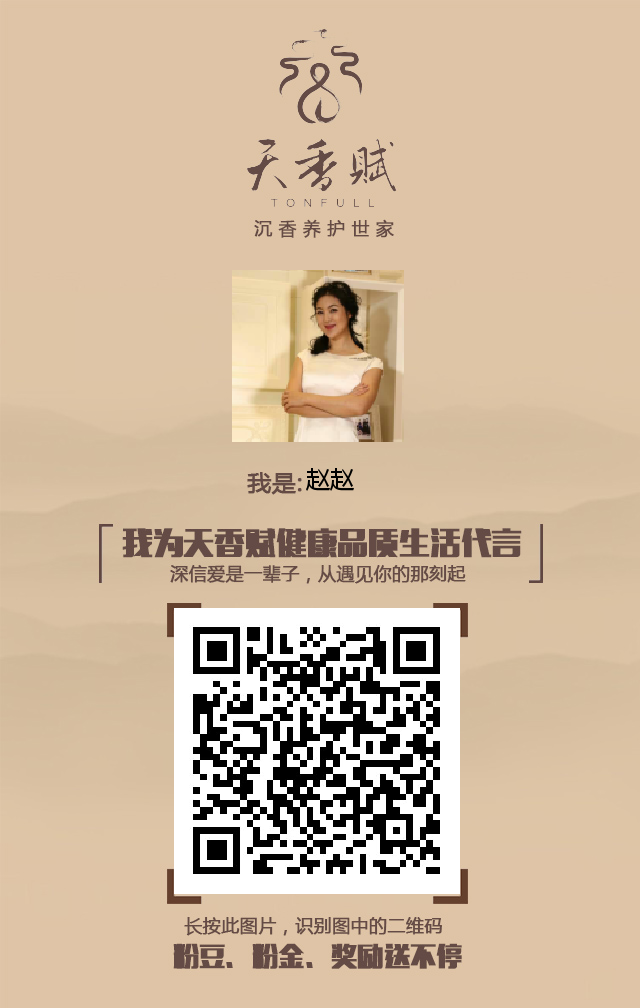 天香赋
TONFULL
沉香养护世家
我是:赵赵
我为天香赋健康品质生活代言
深信爱是一辈子，从遇见你的那刻起
长按此图片，识别图中的二维码
粉豆、粉金、奖励送不停